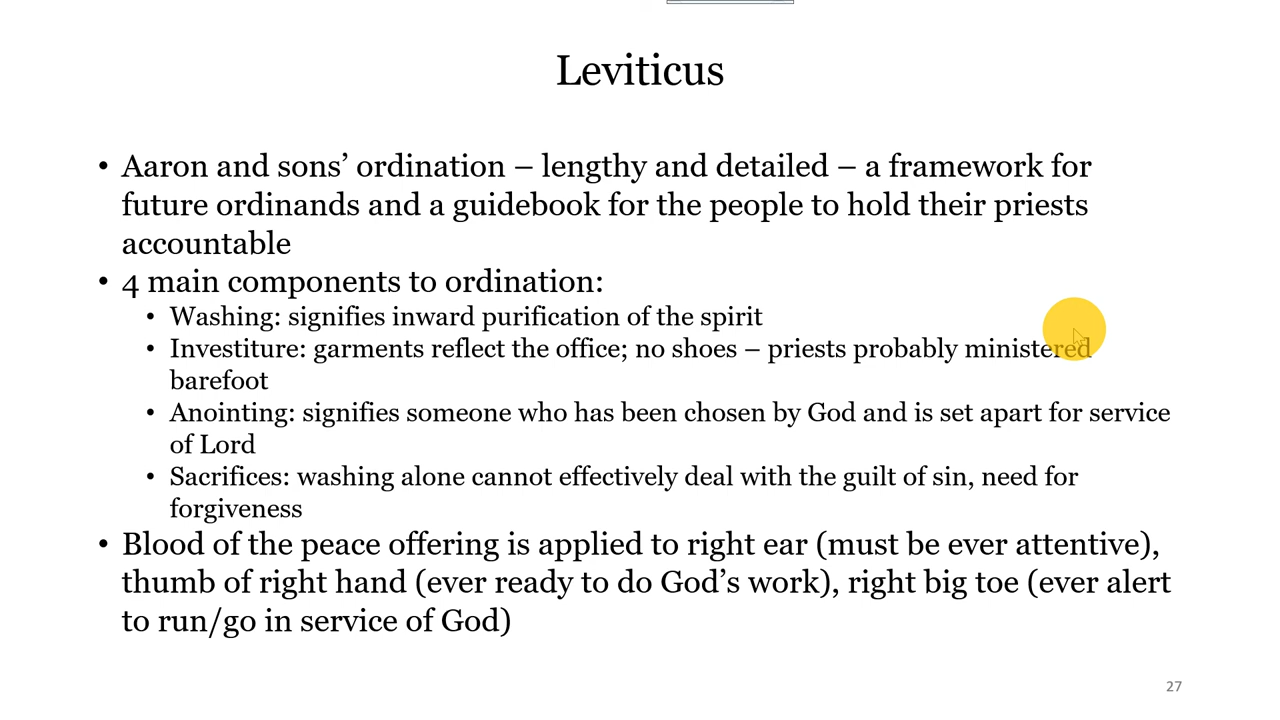 Leviticus
• Aaron and sons’ ordination – lengthy and detailed – a framework for
future ordinands and a guidebook for the people to hold their priests
accountable
• 4 main components to ordination:
• Washing: signifies inward purification of the spirit
• Investiture: garments reflect the office; no shoes – priests probably ministered
barefoot
• Anointing: signifies someone who has been chosen by God and is set apart for service
of Lord
• Sacrifices: washing alone cannot effectively deal with the guilt of sin, need for
forgiveness
• Blood of the peace offering is applied to right ear (must be ever attentive),
thumb of right hand (ever ready to do God’s work), right big toe (ever alert
to run/go in service of God)
27